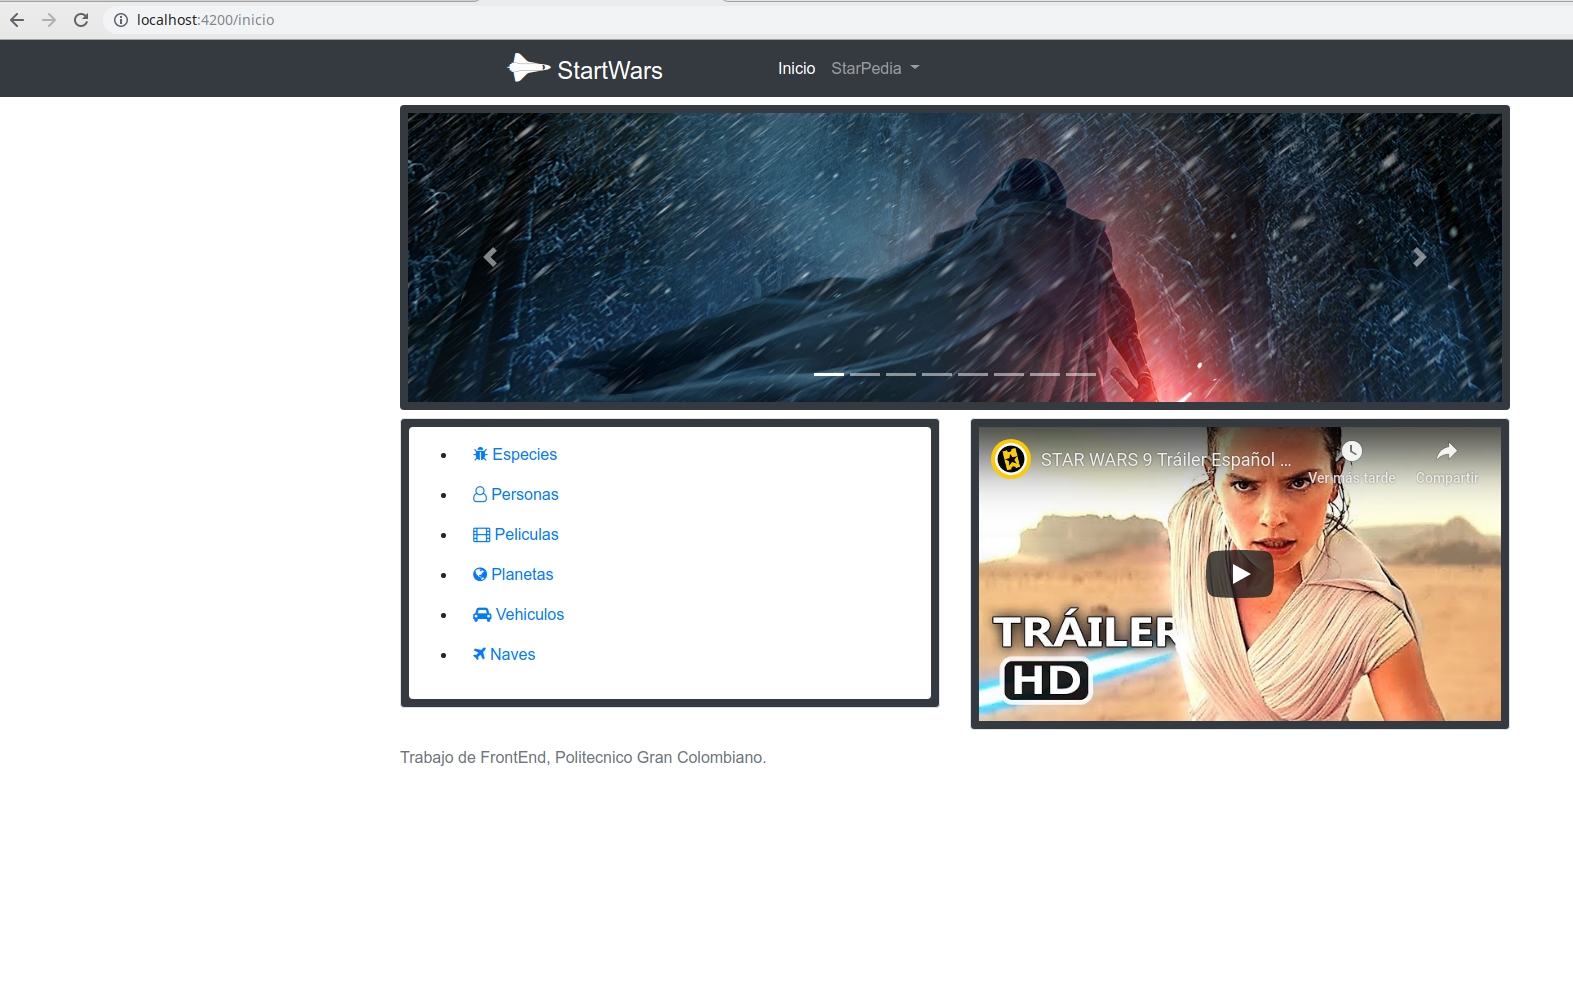 localhost:4200/inicio
StartWars
Inicio
StarPedia
Especies
Personas
Peliculas
Planetas
Vehiculos
Naves
STAR WARS 9 Tráiler Español ...
Ver más tarde
Compartir
TRÁILER
HD
Trabajo de FrontEnd, Politecnico Gran Colombiano.